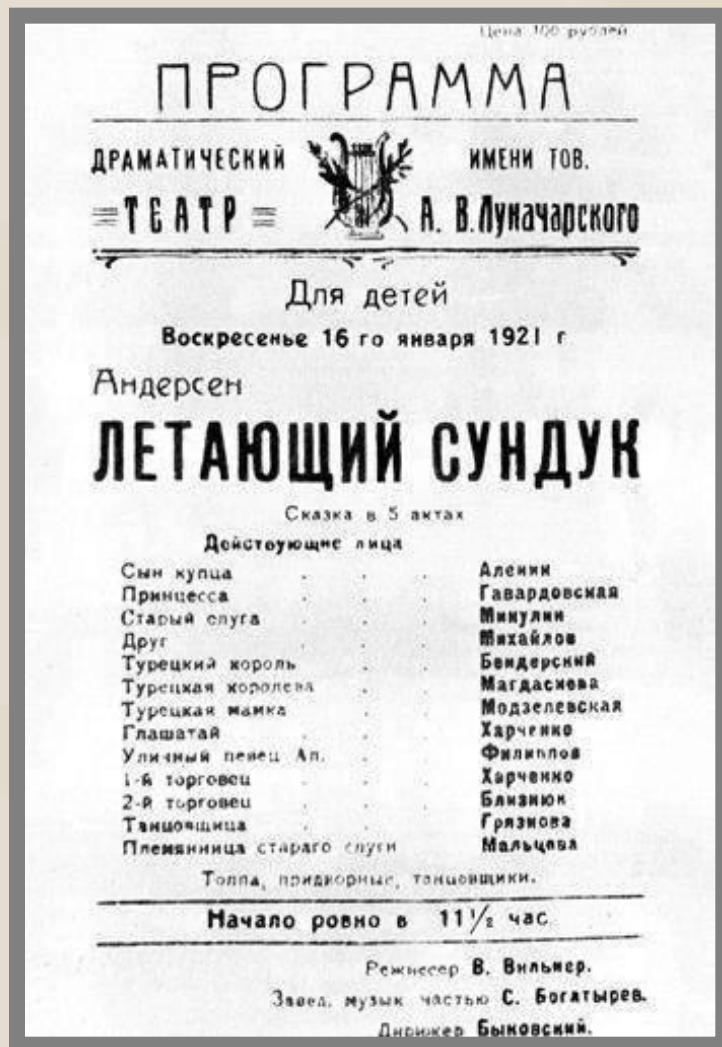 Цена 100 рублей
ПРОГРАММА
ДРАМАТИЧЕСКИЙ ИМЕНИ ТОВ.
ТЕАТР А. В. Луначарского
Для детей
Воскресенье 16 го января 1921 г
Андерсен
ЛЕТАЮЩИЙ СУНДУК
Сказка в 5 актах
Действующие лица
Сын купца . . . Аленин
Принцесса . . . Гавардовская
Старый слуга . . . Микулин
Друг . . . Михайлов
Турецкий король . . Бендерский
Турецкая королева . . Магдасиева
Турецкая мамка . . Модзелевская
Глашатай . . . Харченко
Уличный певец Ал. . . Филиппов
1-й торговец . . . Харченко
2-й торговец . . . Близнюк
Танцовщица . . . Грязнова
Племянница стараго слуги Мальцева
Толпа, придворные, танцовщики.
Начало ровно в 11 1/2 час
Режиссер В. Вильнер.
Завед. музык частью С. Богатырев.
Дирижер Быковский.